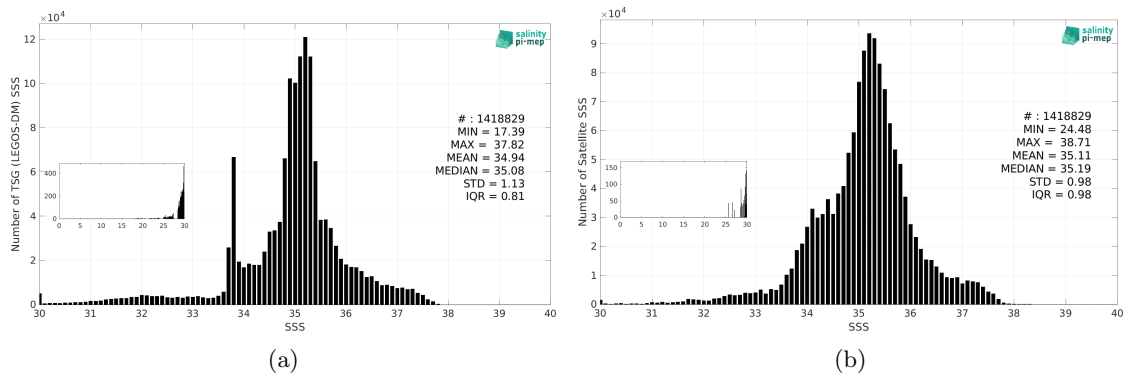 ×10⁴
salinity
pi-mep
12
10
8
6
4
2
0
Number of TSG (LEGOS-DM) SSS
# : 1418829
MIN = 17.39
MAX = 37.82
MEAN = 34.94
MEDIAN = 35.08
STD = 1.13
IQR = 0.81
400
200
0
0 5 10 15 20 25 30
30 31 32 33 34 35 36 37 38 39 40
SSS
(a)
×10⁴
salinity
pi-mep
9
8
7
6
5
4
3
2
1
0
Number of Satellite SSS
# : 1418829
MIN = 24.48
MAX = 38.71
MEAN = 35.11
MEDIAN = 35.19
STD = 0.98
IQR = 0.98
150
100
50
0
0 5 10 15 20 25 30
30 31 32 33 34 35 36 37 38 39 40
SSS
(b)